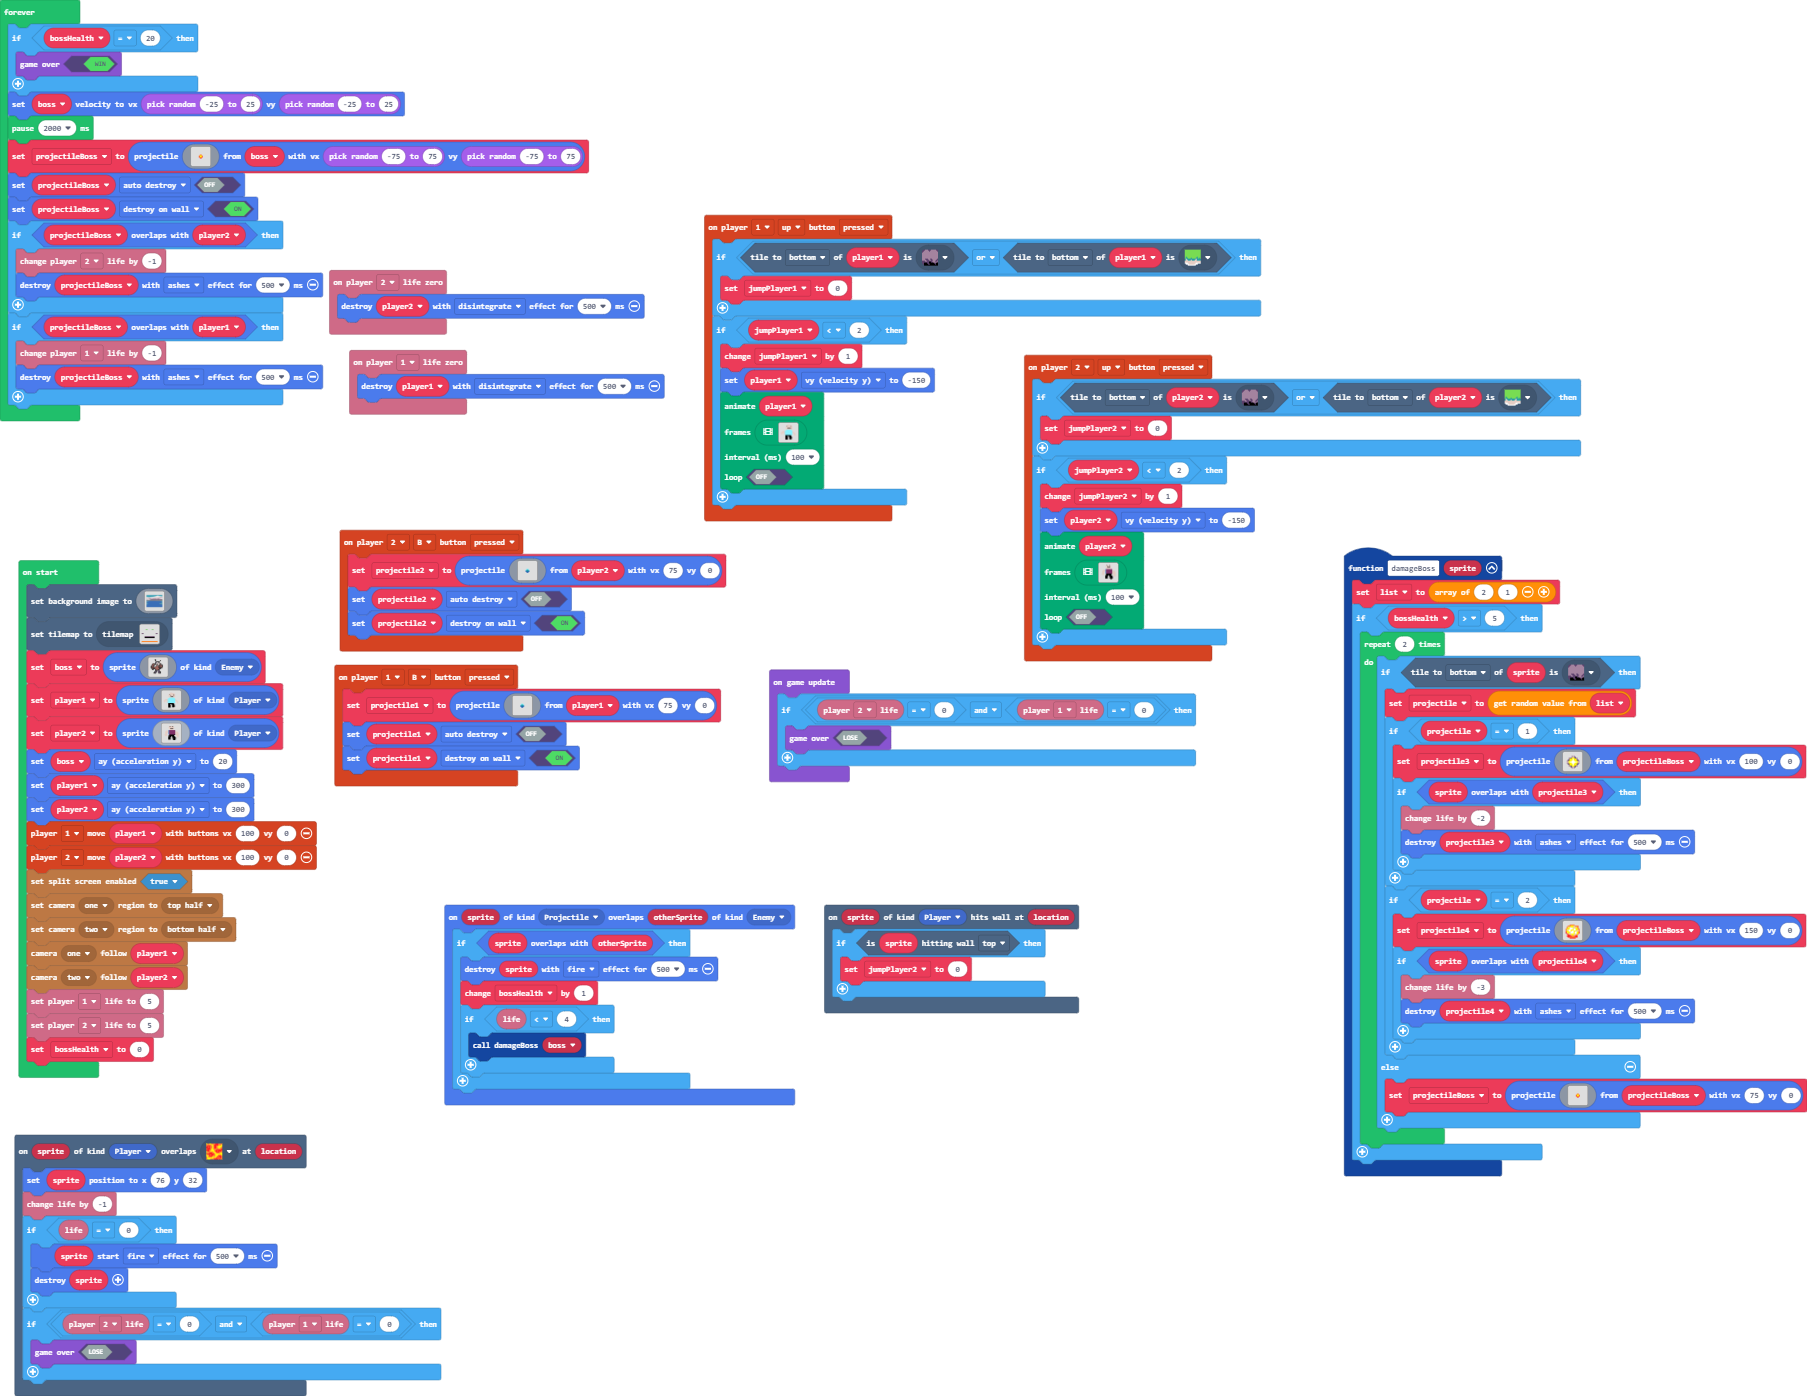 forever
if bossHealth = 20 then
game over WIN
set boss velocity to vx pick random -25 to 25 vy pick random -25 to 25
pause 2000 ms
set projectileBoss to projectile from boss with vx pick random -75 to 75 vy pick random -75 to 75
set projectileBoss auto destroy OFF
set projectileBoss destroy on wall ON
if projectileBoss overlaps with player2 then
change player 2 life by -1
destroy projectileBoss with ashes effect for 500 ms
if projectileBoss overlaps with player1 then
change player 1 life by -1
destroy projectileBoss with ashes effect for 500 ms
on player 2 life zero
destroy player2 with disintegrate effect for 500 ms
on player 1 life zero
destroy player1 with disintegrate effect for 500 ms
on player 1 up button pressed
if tile to bottom of player1 is or tile to bottom of player1 is then
set jumpPlayer1 to 0
if jumpPlayer1 < 2 then
change jumpPlayer1 by 1
set player1 vy (velocity y) to -150
animate player1
frames
interval (ms) 100
loop OFF
on player 2 up button pressed
if tile to bottom of player2 is or tile to bottom of player2 is then
set jumpPlayer2 to 0
if jumpPlayer2 < 2 then
change jumpPlayer2 by 1
set player2 vy (velocity y) to -150
animate player2
frames
interval (ms) 100
loop OFF
on start
set background image to
set tilemap to tilemap
set boss to sprite of kind Enemy
set player1 to sprite of kind Player
set player2 to sprite of kind Player
set boss ay (acceleration y) to 20
set player1 ay (acceleration y) to 300
set player2 ay (acceleration y) to 300
player 1 move player1 with buttons vx 100 vy 0
player 2 move player2 with buttons vx 100 vy 0
set split screen enabled true
set camera one region to top half
set camera two region to bottom half
camera one follow player1
camera two follow player2
set player 1 life to 5
set player 2 life to 5
set bossHealth to 0
on player 2 B button pressed
set projectile2 to projectile from player2 with vx 75 vy 0
set projectile2 auto destroy OFF
set projectile2 destroy on wall ON
on player 1 B button pressed
set projectile1 to projectile from player1 with vx 75 vy 0
set projectile1 auto destroy OFF
set projectile1 destroy on wall ON
on game update
if player 2 life = 0 and player 1 life = 0 then
game over LOSE
on sprite of kind Projectile overlaps otherSprite of kind Enemy
if sprite overlaps with otherSprite then
destroy sprite with fire effect for 500 ms
change bossHealth by 1
if life < 4 then
call damageBoss boss
on sprite of kind Player hits wall at location
if is sprite hitting wall top then
set jumpPlayer2 to 0
function damageBoss sprite
set list to array of 2 1
if bossHealth > 5 then
repeat 2 times
do
if tile to bottom of sprite is then
set projectile to get random value from list
if projectile = 1 then
set projectile3 to projectile from projectileBoss with vx 100 vy 0
if sprite overlaps with projectile3 then
change life by -2
destroy projectile3 with ashes effect for 500 ms
if projectile = 2 then
set projectile4 to projectile from projectileBoss with vx 150 vy 0
if sprite overlaps with projectile4 then
change life by -3
destroy projectile4 with ashes effect for 500 ms
else
set projectileBoss to projectile from projectileBoss with vx 75 vy 0
on sprite of kind Player overlaps at location
set sprite position to x 76 y 32
change life by -1
if life = 0 then
sprite start fire effect for 500 ms
destroy sprite
if player 2 life = 0 and player 1 life = 0 then
game over LOSE